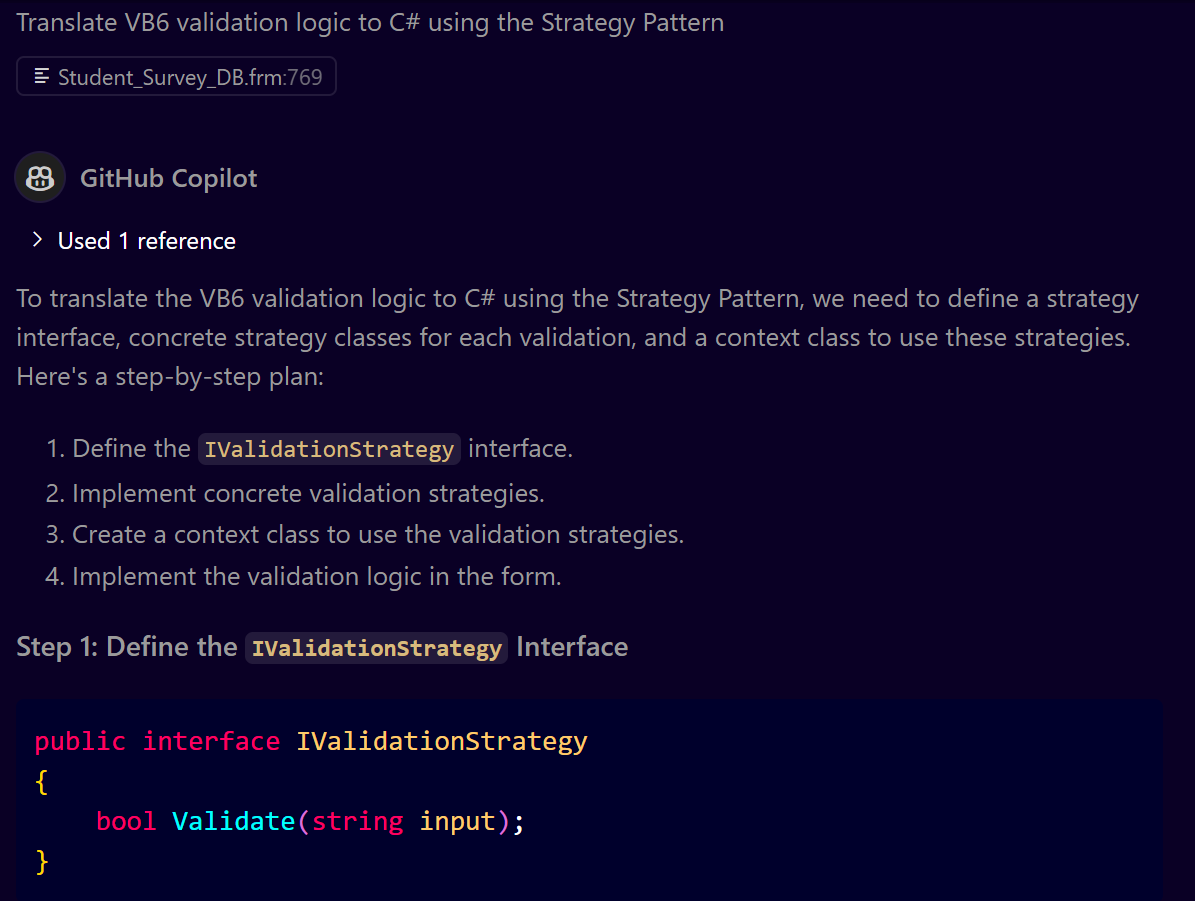 Translate VB6 validation logic to C# using the Strategy Pattern
Student_Survey_DB.frm:769
GitHub Copilot
Used 1 reference
To translate the VB6 validation logic to C# using the Strategy Pattern, we need to define a strategy
interface, concrete strategy classes for each validation, and a context class to use these strategies.
Here's a step-by-step plan:
1. Define the IValidationStrategy interface.
2. Implement concrete validation strategies.
3. Create a context class to use the validation strategies.
4. Implement the validation logic in the form.
Step 1: Define the IValidationStrategy Interface
public interface IValidationStrategy
{
    bool Validate(string input);
}